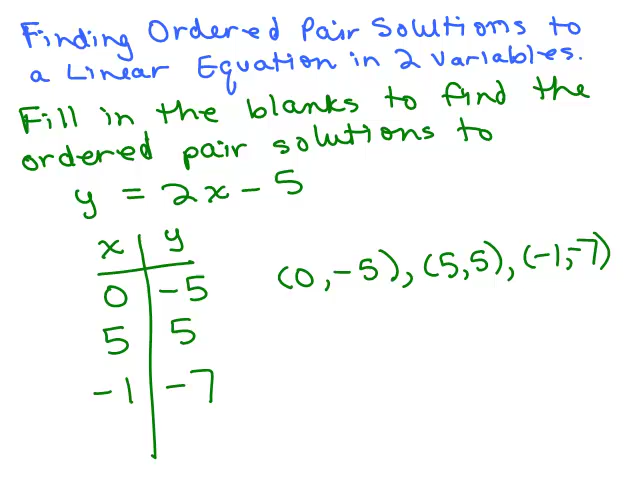 Finding Ordered Pair Solutions to
a Linear Equation in 2 variables.
Fill in the blanks to find the
ordered pair solutions to
y = 2x - 5
x y
0 -5
5 5
-1 -7
(0, -5), (5,5), (-1,-7)